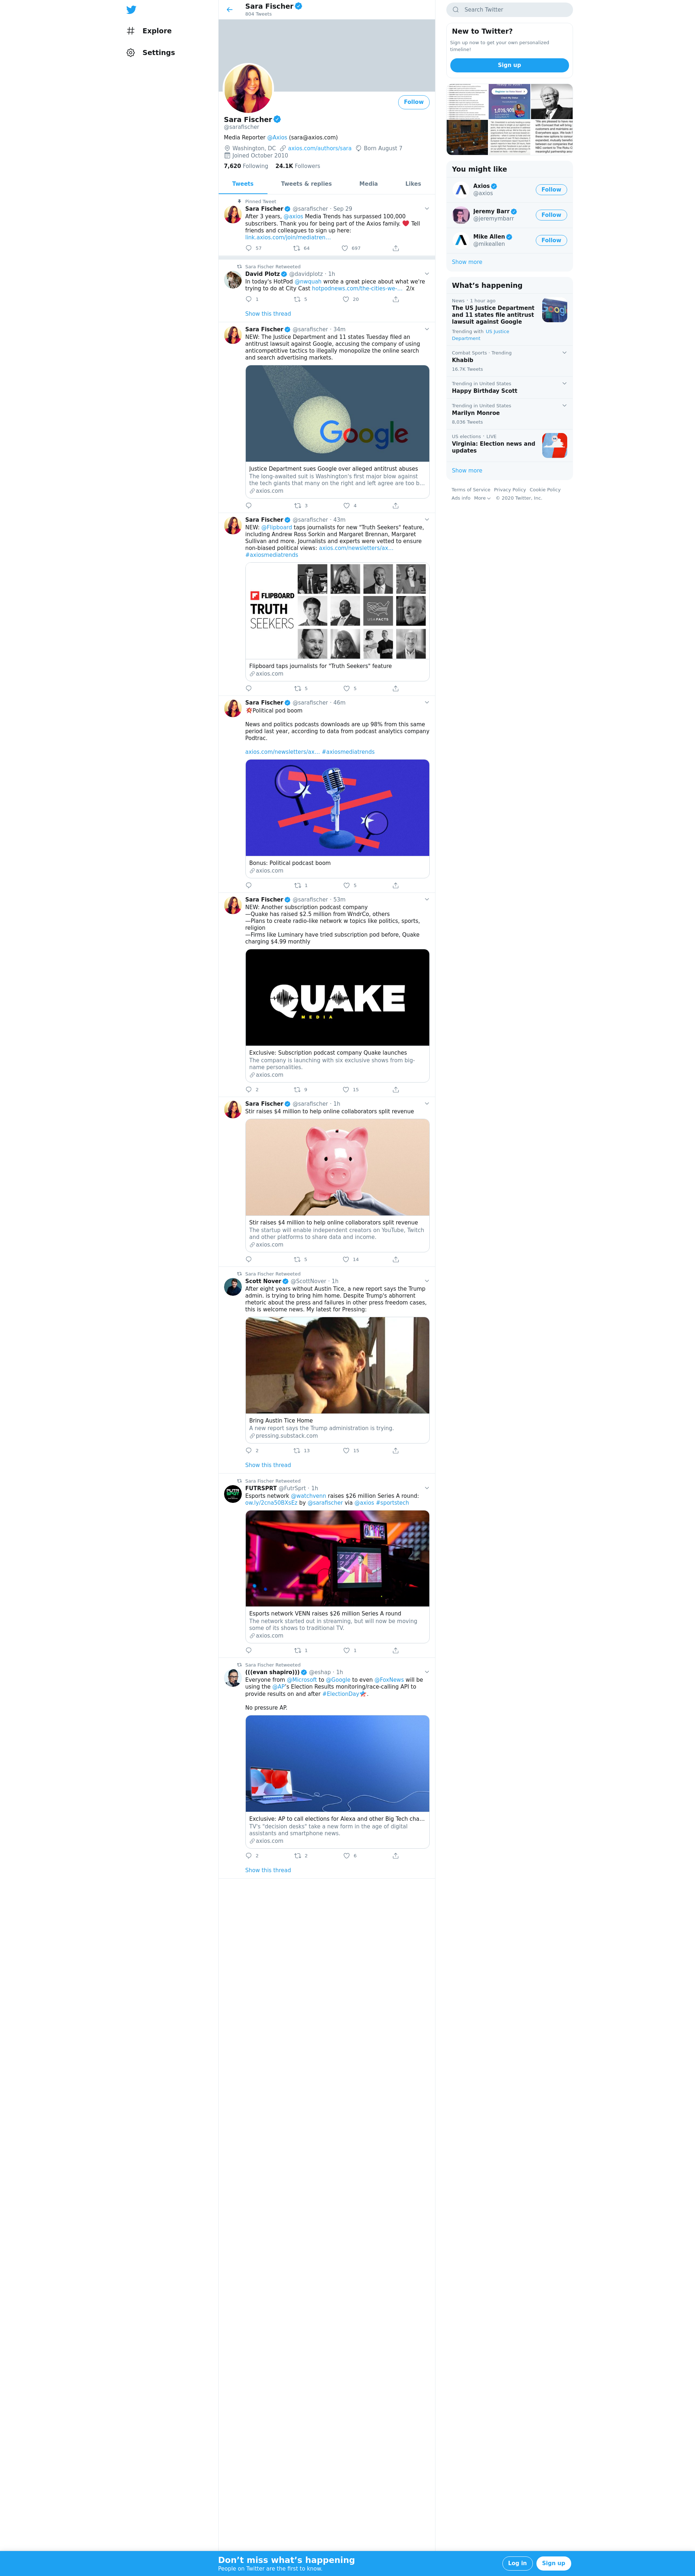 Explore
Settings
Sara Fischer
804 Tweets
Follow
Sara Fischer
@sarafischer
Media Reporter @Axios (sara@axios.com)
Washington, DC axios.com/authors/sara Born August 7
Joined October 2010
7,620 Following 24.1K Followers
Tweets Tweets & replies Media Likes
Pinned Tweet
Sara Fischer @sarafischer · Sep 29
After 3 years, @axios Media Trends has surpassed 100,000
subscribers. Thank you for being part of the Axios family. ❤️ Tell
friends and colleagues to sign up here:
link.axios.com/join/mediatren…
57 64 697
Sara Fischer Retweeted
David Plotz @davidplotz · 1h
In today's HotPod @nwquah wrote a great piece about what we're
trying to do at City Cast hotpodnews.com/the-cities-we-… 2/x
1 5 20
Show this thread
Sara Fischer @sarafischer · 34m
NEW: The Justice Department and 11 states Tuesday filed an
antitrust lawsuit against Google, accusing the company of using
anticompetitive tactics to illegally monopolize the online search
and search advertising markets.
Google
Justice Department sues Google over alleged antitrust abuses
The long-awaited suit is Washington's first major blow against
the tech giants that many on the right and left agree are too b…
axios.com
3 4
Sara Fischer @sarafischer · 43m
NEW: @Flipboard taps journalists for new "Truth Seekers" feature,
including Andrew Ross Sorkin and Margaret Brennan, Margaret
Sullivan and more. Journalists and experts were vetted to ensure
non-biased political views: axios.com/newsletters/ax…
#axiosmediatrends
FLIPBOARD
TRUTH
SEEKERS
USAFACTS
Flipboard taps journalists for "Truth Seekers" feature
axios.com
5 5
Sara Fischer @sarafischer · 46m
💥Political pod boom
News and politics podcasts downloads are up 98% from this same
period last year, according to data from podcast analytics company
Podtrac.
axios.com/newsletters/ax… #axiosmediatrends
Bonus: Political podcast boom
axios.com
1 5
Sara Fischer @sarafischer · 53m
NEW: Another subscription podcast company
—Quake has raised $2.5 million from WndrCo, others
—Plans to create radio-like network w topics like politics, sports,
religion
—Firms like Luminary have tried subscription pod before, Quake
charging $4.99 monthly
QUAKE
MEDIA
Exclusive: Subscription podcast company Quake launches
The company is launching with six exclusive shows from big-
name personalities.
axios.com
2 9 15
Sara Fischer @sarafischer · 1h
Stir raises $4 million to help online collaborators split revenue
Stir raises $4 million to help online collaborators split revenue
The startup will enable independent creators on YouTube, Twitch
and other platforms to share data and income.
axios.com
5 14
Sara Fischer Retweeted
Scott Nover @ScottNover · 1h
After eight years without Austin Tice, a new report says the Trump
admin. is trying to bring him home. Despite Trump's abhorrent
rhetoric about the press and failures in other press freedom cases,
this is welcome news. My latest for Pressing:
Bring Austin Tice Home
A new report says the Trump administration is trying.
pressing.substack.com
2 13 15
Show this thread
Sara Fischer Retweeted
FUTRSPRT @FutrSprt · 1h
Esports network @watchvenn raises $26 million Series A round:
ow.ly/2cna50BXsEz by @sarafischer via @axios #sportstech
Esports network VENN raises $26 million Series A round
The network started out in streaming, but will now be moving
some of its shows to traditional TV.
axios.com
1 1
Sara Fischer Retweeted
(((evan shapiro))) @eshap · 1h
Everyone from @Microsoft to @Google to even @FoxNews will be
using the @AP's Election Results monitoring/race-calling API to
provide results on and after #ElectionDay.
No pressure AP.
Exclusive: AP to call elections for Alexa and other Big Tech cha…
TV's "decision desks" take a new form in the age of digital
assistants and smartphone news.
axios.com
2 2 6
Show this thread
Search Twitter
New to Twitter?
Sign up now to get your own personalized
timeline!
Sign up
You might like
Axios
@axios
Follow
Jeremy Barr
@jeremymbarr
Follow
Mike Allen
@mikeallen
Follow
Show more
What's happening
News · 1 hour ago
The US Justice Department
and 11 states file antitrust
lawsuit against Google
Trending with US Justice
Department
Combat Sports · Trending
Khabib
16.7K Tweets
Trending in United States
Happy Birthday Scott
Trending in United States
Marilyn Monroe
6,036 Tweets
US elections · LIVE
Virginia: Election news and
updates
Show more
Terms of Service Privacy Policy Cookie Policy
Ads info More © 2020 Twitter, Inc.
Don't miss what's happening
People on Twitter are the first to know.
Log in Sign up